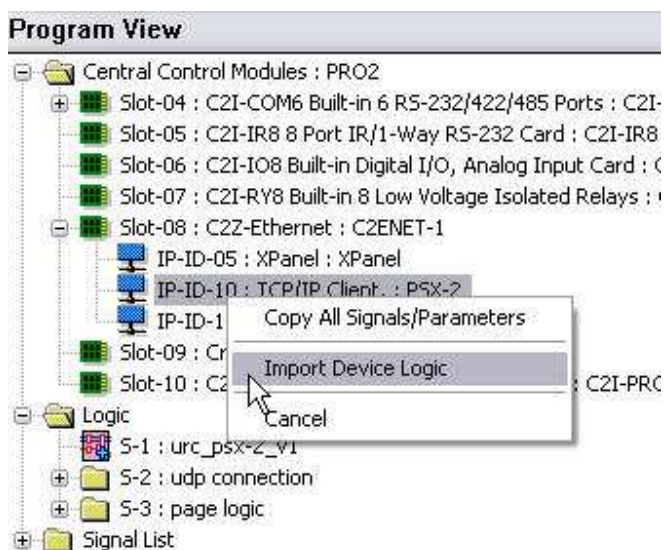 Program View
Central Control Modules : PRO2
Slot-04 : C2I-COM6 Built-in 6 RS-232/422/485 Ports : C2I-
Slot-05 : C2I-IR8 8 Port IR/1-Way RS-232 Card : C2I-IR8
Slot-06 : C2I-IO8 Built-in Digital I/O, Analog Input Card : C
Slot-07 : C2I-RY8 Built-in 8 Low Voltage Isolated Relays :
Slot-08 : C2Z-Ethernet : C2ENET-1
IP-ID-05 : XPanel : XPanel
IP-ID-10 : TCP/IP Client. : PSX-2
IP-ID-1
Copy All Signals/Parameters
Slot-09 : Cr
Import Device Logic
Slot-10 : C2 : C2I-PRO
Cancel
Logic
S-1 : urc_psx-2_v1
S-2 : udp connection
S-3 : page logic
Signal List